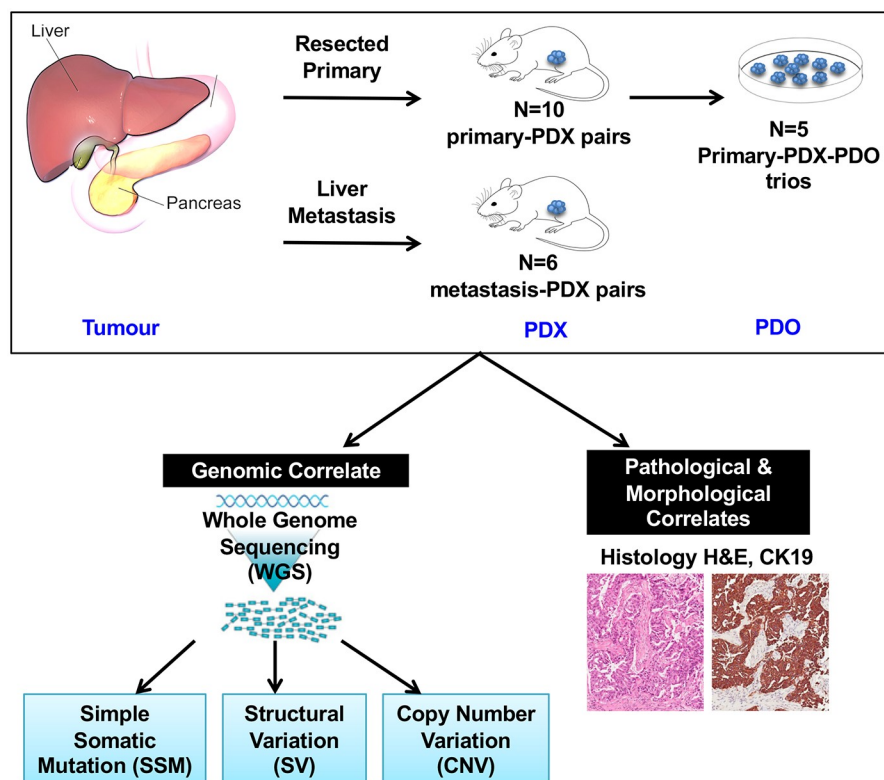 Liver
Pancreas
Resected
Primary
Liver
Metastasis
N=10
primary-PDX pairs
N=6
metastasis-PDX pairs
N=5
Primary-PDX-PDO
trios
Tumour
PDX
PDO
Genomic Correlate
Whole Genome
Sequencing
(WGS)
Pathological &
Morphological
Correlates
Histology H&E, CK19
Simple
Somatic
Mutation (SSM)
Structural
Variation
(SV)
Copy Number
Variation
(CNV)